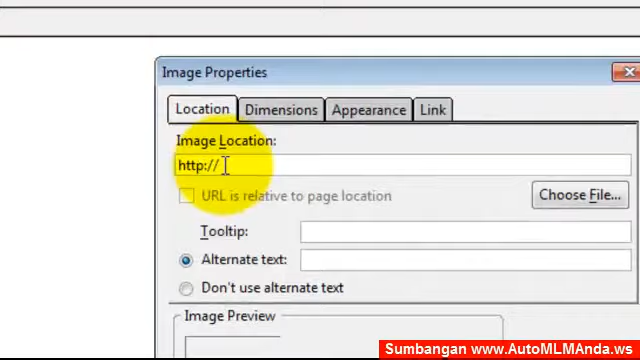 Image Properties
Location Dimensions Appearance Link
Image Location:
http://
URL is relative to page location
Choose File...
Tooltip:
Alternate text:
Don't use alternate text
Image Preview
Sumbangan www.AutoMLMAnda.ws